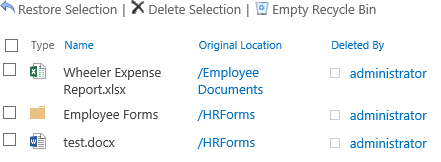 Restore Selection | Delete Selection | Empty Recycle Bin
Type Name Original Location Deleted By
Wheeler Expense Report.xlsx /Employee Documents administrator
Employee Forms /HRForms administrator
test.docx /HRForms administrator